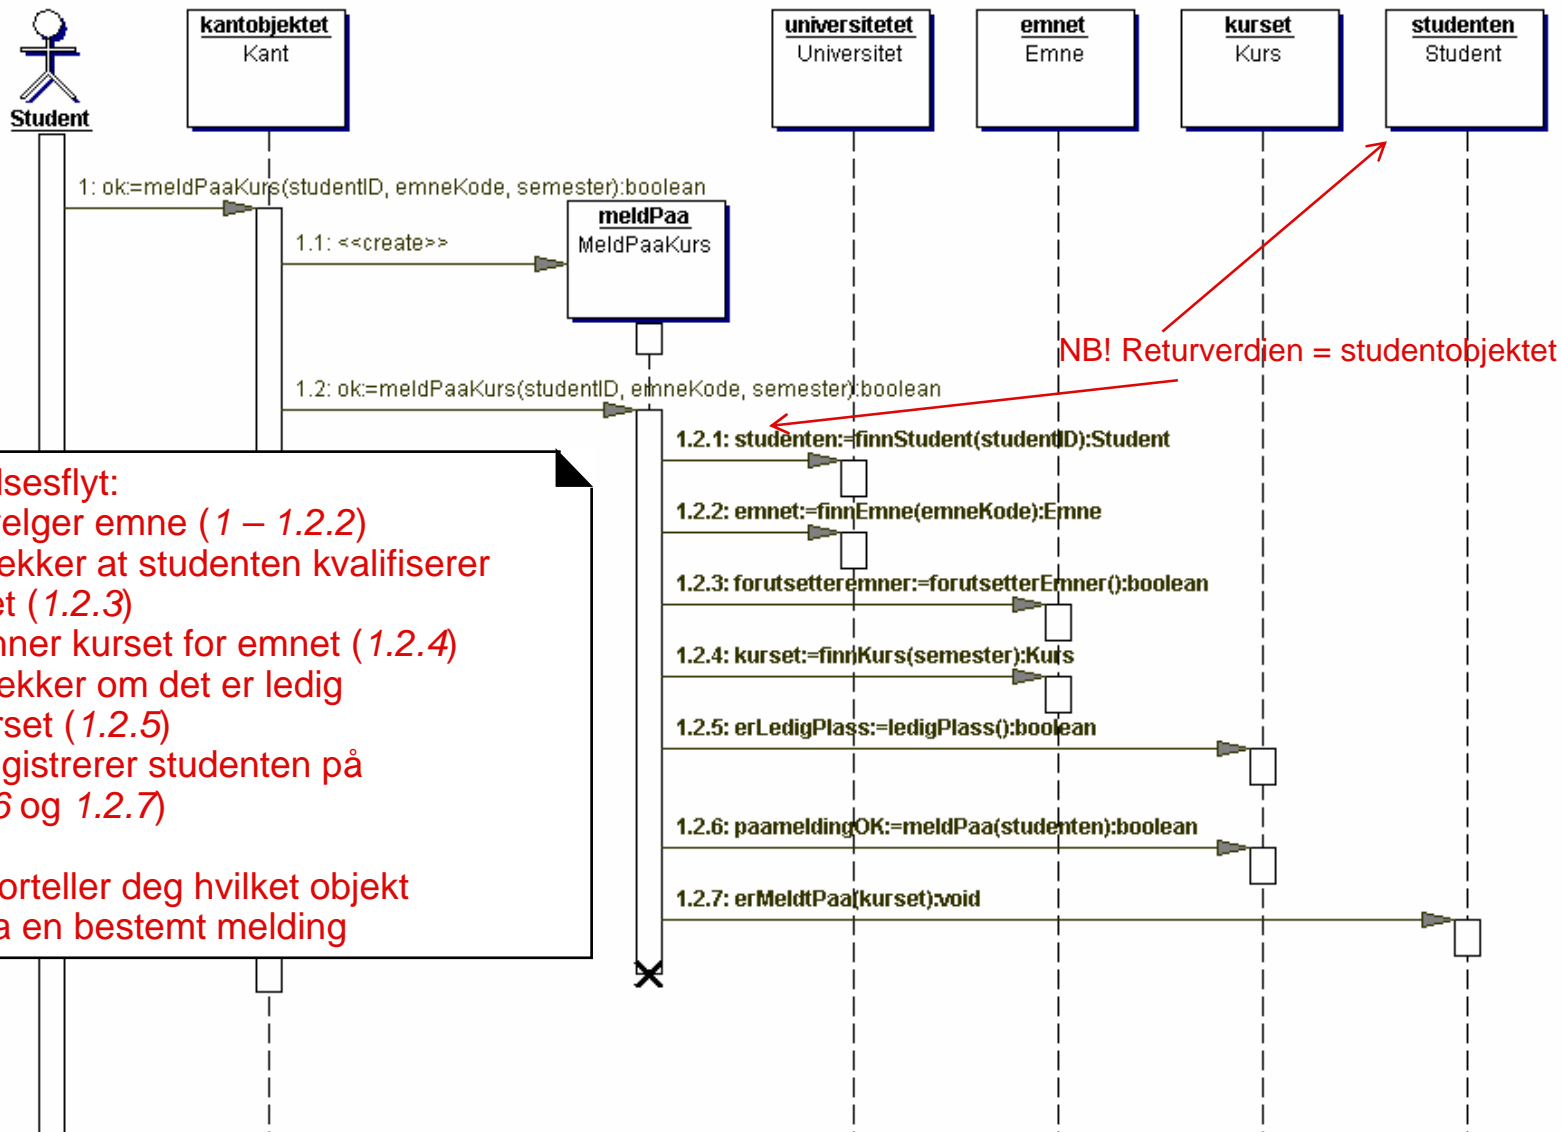 Student
kantobjektet
Kant
universitetet
Universitet
emnet
Emne
kurset
Kurs
studenten
Student
1: ok:=meldPaaKurs(studentID, emneKode, semester):boolean
meldPaa
MeldPaaKurs
1.1: <<create>>
NB! Returverdien = studentobjektet
1.2: ok:=meldPaaKurs(studentID, emneKode, semester):boolean
1.2.1: studenten:=finnStudent(studentID):Student
1.2.2: emnet:=finnEmne(emneKode):Emne
1.2.3: forutsetteremner:=forutsetterEmner():boolean
1.2.4: kurset:=finnKurs(semester):Kurs
1.2.5: erLedigPlass:=ledigPlass():boolean
1.2.6: paameldingOK:=meldPaa(studenten):boolean
1.2.7: erMeldtPaa(kurset):void
lsesflyt:
velger emne (1 – 1.2.2)
ekker at studenten kvalifiserer
et (1.2.3)
nner kurset for emnet (1.2.4)
ekker om det er ledig
rset (1.2.5)
gistrerer studenten på
6 og 1.2.7)
orteller deg hvilket objekt
a en bestemt melding